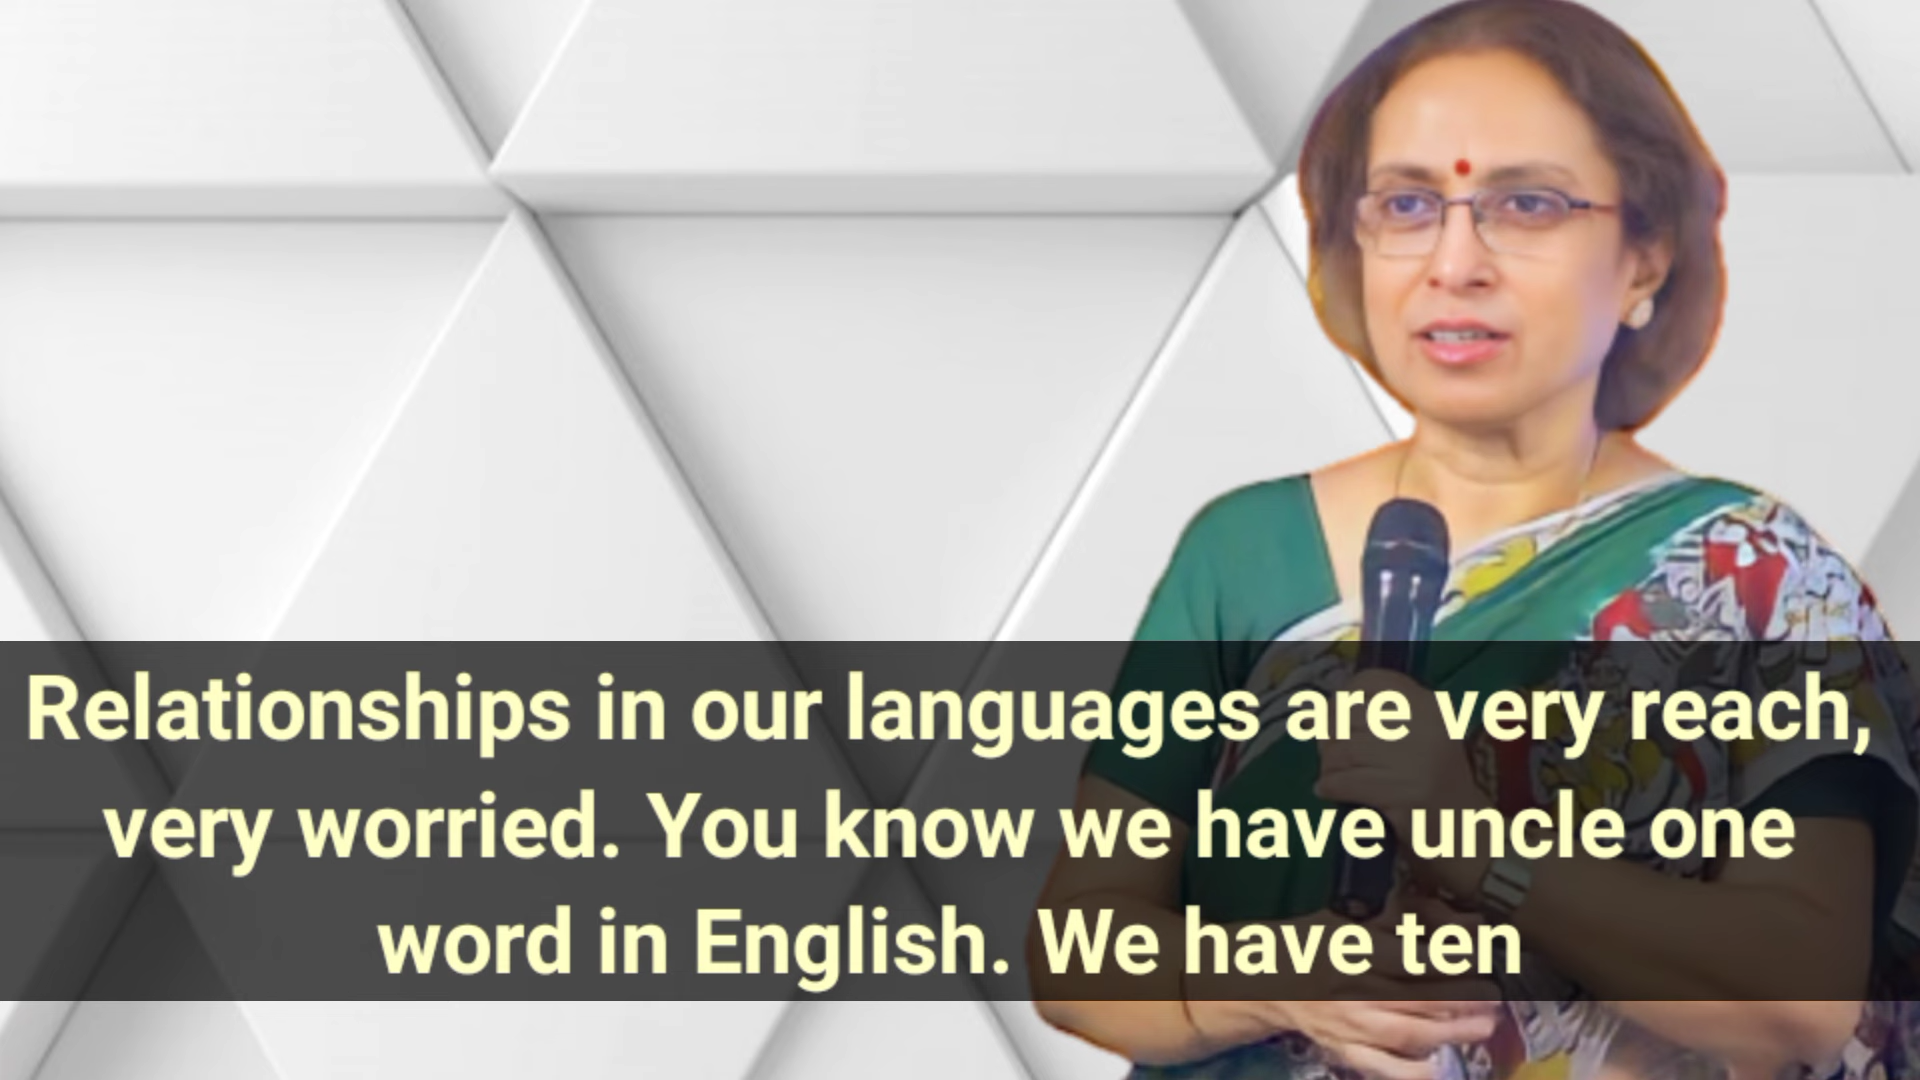 Relationships in our languages are very reach,
very worried. You know we have uncle one
word in English. We have ten